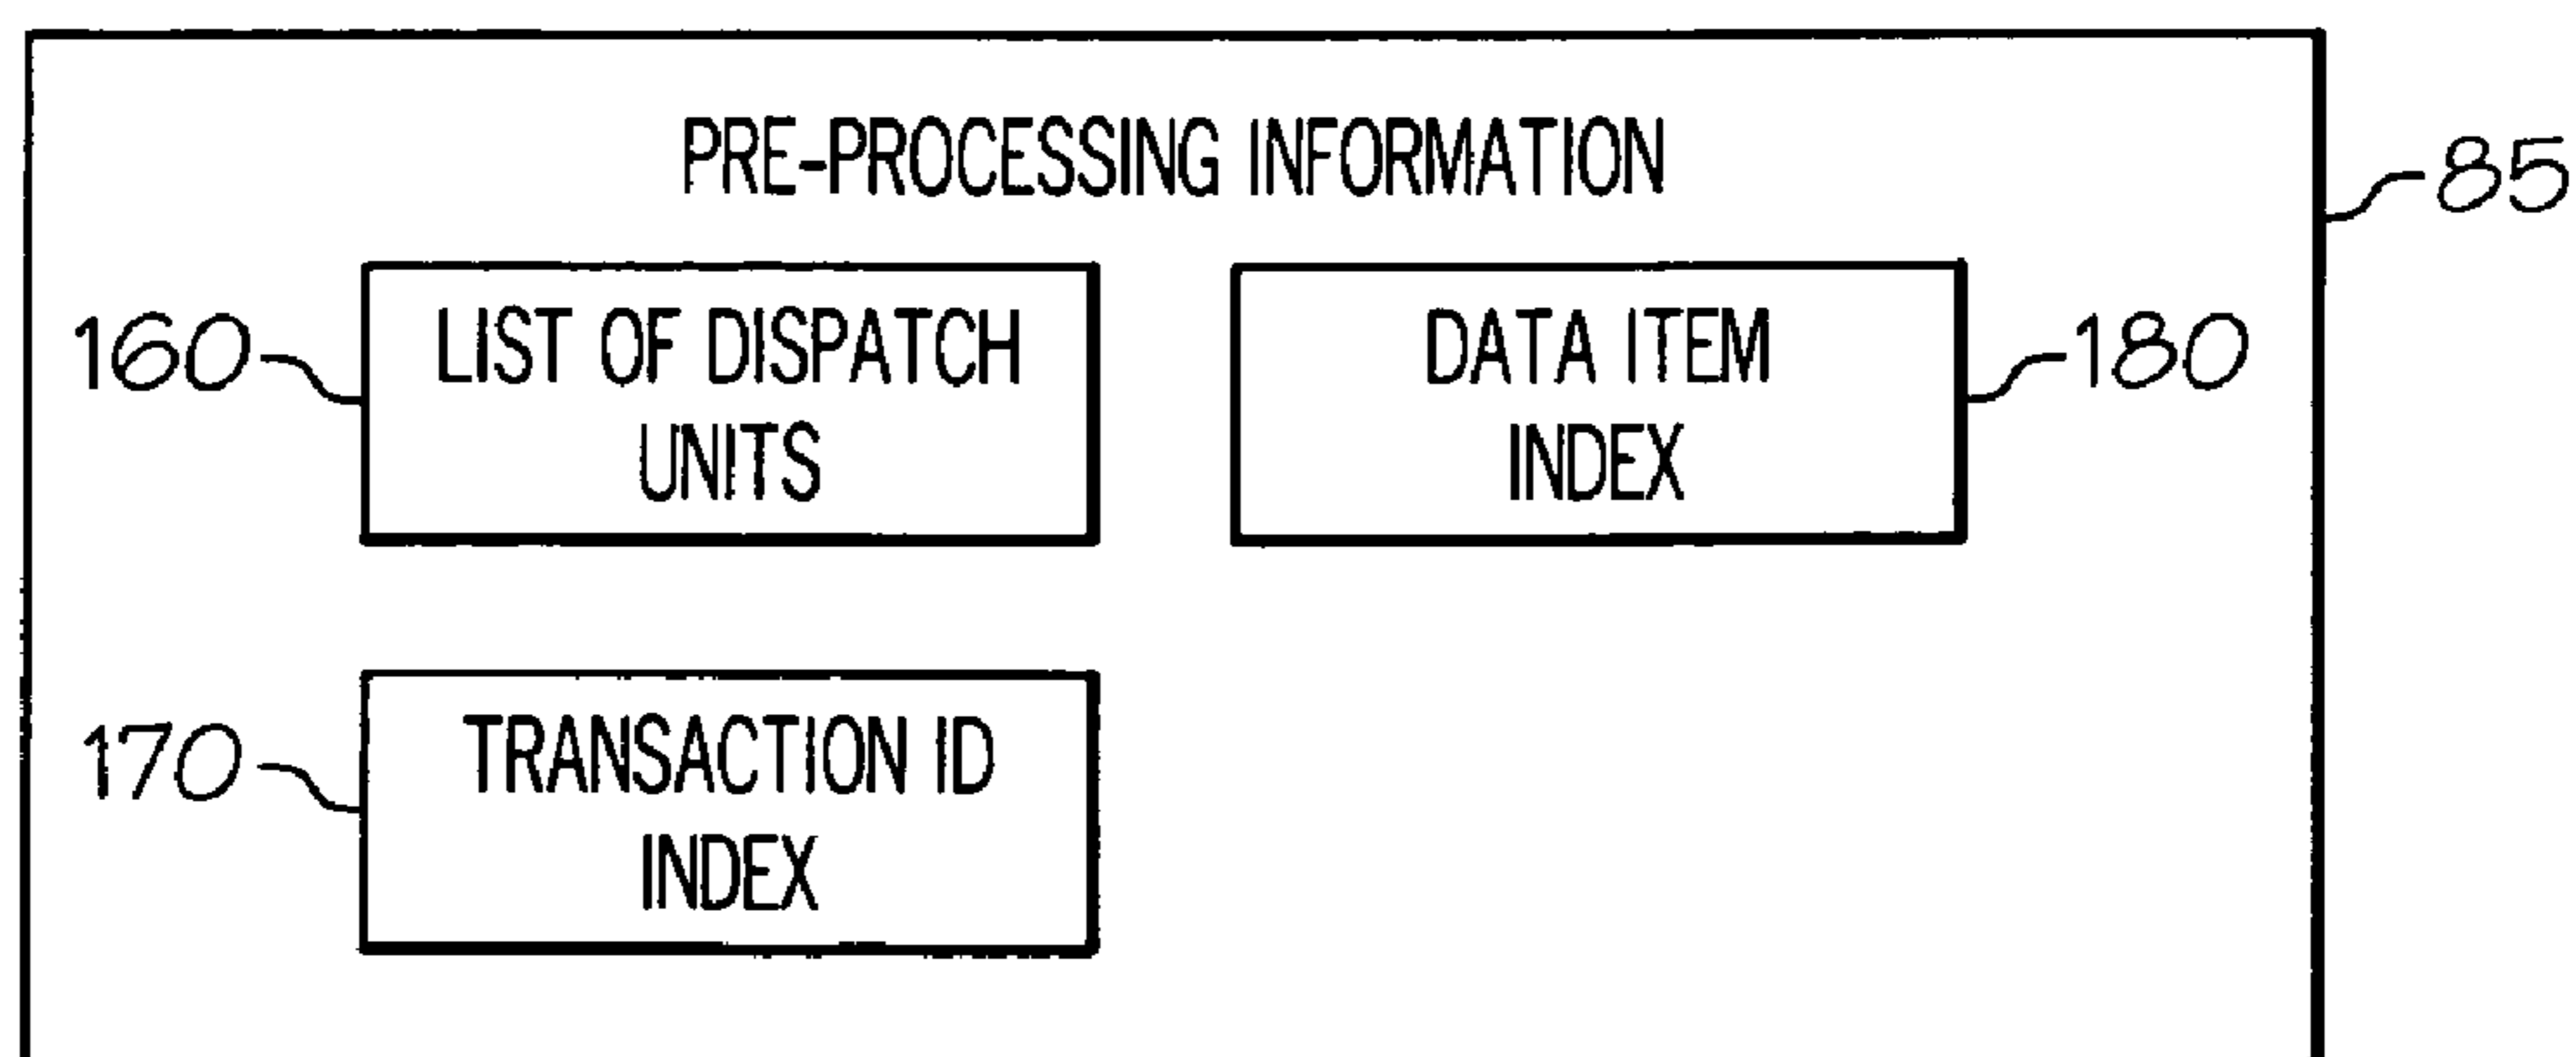 PRE-PROCESSING INFORMATION
85
160
LIST OF DISPATCH
UNITS
DATA ITEM
INDEX
180
170
TRANSACTION ID
INDEX